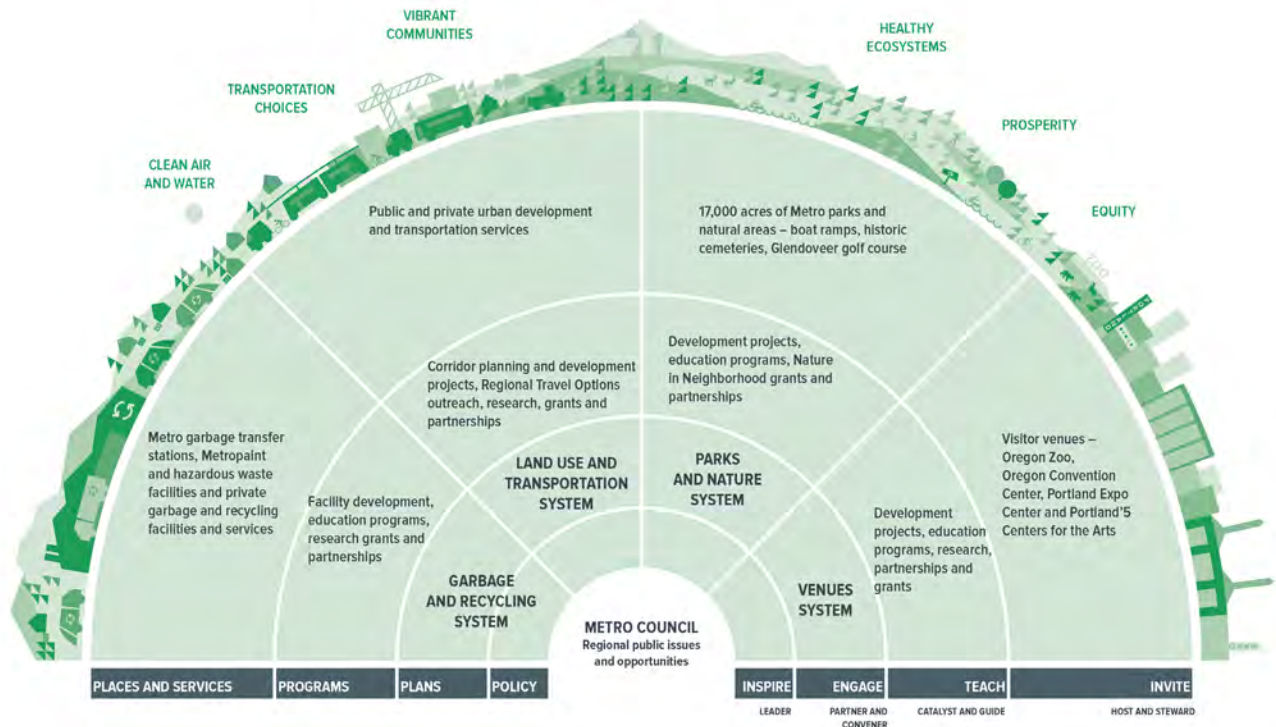 VIBRANT
COMMUNITIES
HEALTHY
ECOSYSTEMS
TRANSPORTATION
CHOICES
PROSPERITY
CLEAN AIR
AND WATER
EQUITY
ZOO
Public and private urban development
and transportation services
17,000 acres of Metro parks and
natural areas – boat ramps, historic
cemeteries, Glendoveer golf course
PORTLAND
Corridor planning and development
projects, Regional Travel Options
outreach, research, grants and
partnerships
Development projects,
education programs, Nature
in Neighborhood grants and
partnerships
Metro garbage transfer
stations, Metropaint
and hazardous waste
facilities and private
garbage and recycling
facilities and services
Facility development,
education programs,
research grants and
partnerships
LAND USE AND
TRANSPORTATION
SYSTEM
PARKS
AND NATURE
SYSTEM
Development
projects, education
programs, research,
partnerships and
grants
Visitor venues –
Oregon Zoo,
Oregon Convention
Center, Portland Expo
Center and Portland'5
Centers for the Arts
GARBAGE
AND RECYCLING
SYSTEM
VENUES
SYSTEM
METRO COUNCIL
Regional public issues
and opportunities
PLACES AND SERVICES
PROGRAMS
PLANS
POLICY
INSPIRE
ENGAGE
TEACH
INVITE
LEADER
PARTNER AND
CONVENER
CATALYST AND GUIDE
HOST AND STEWARD